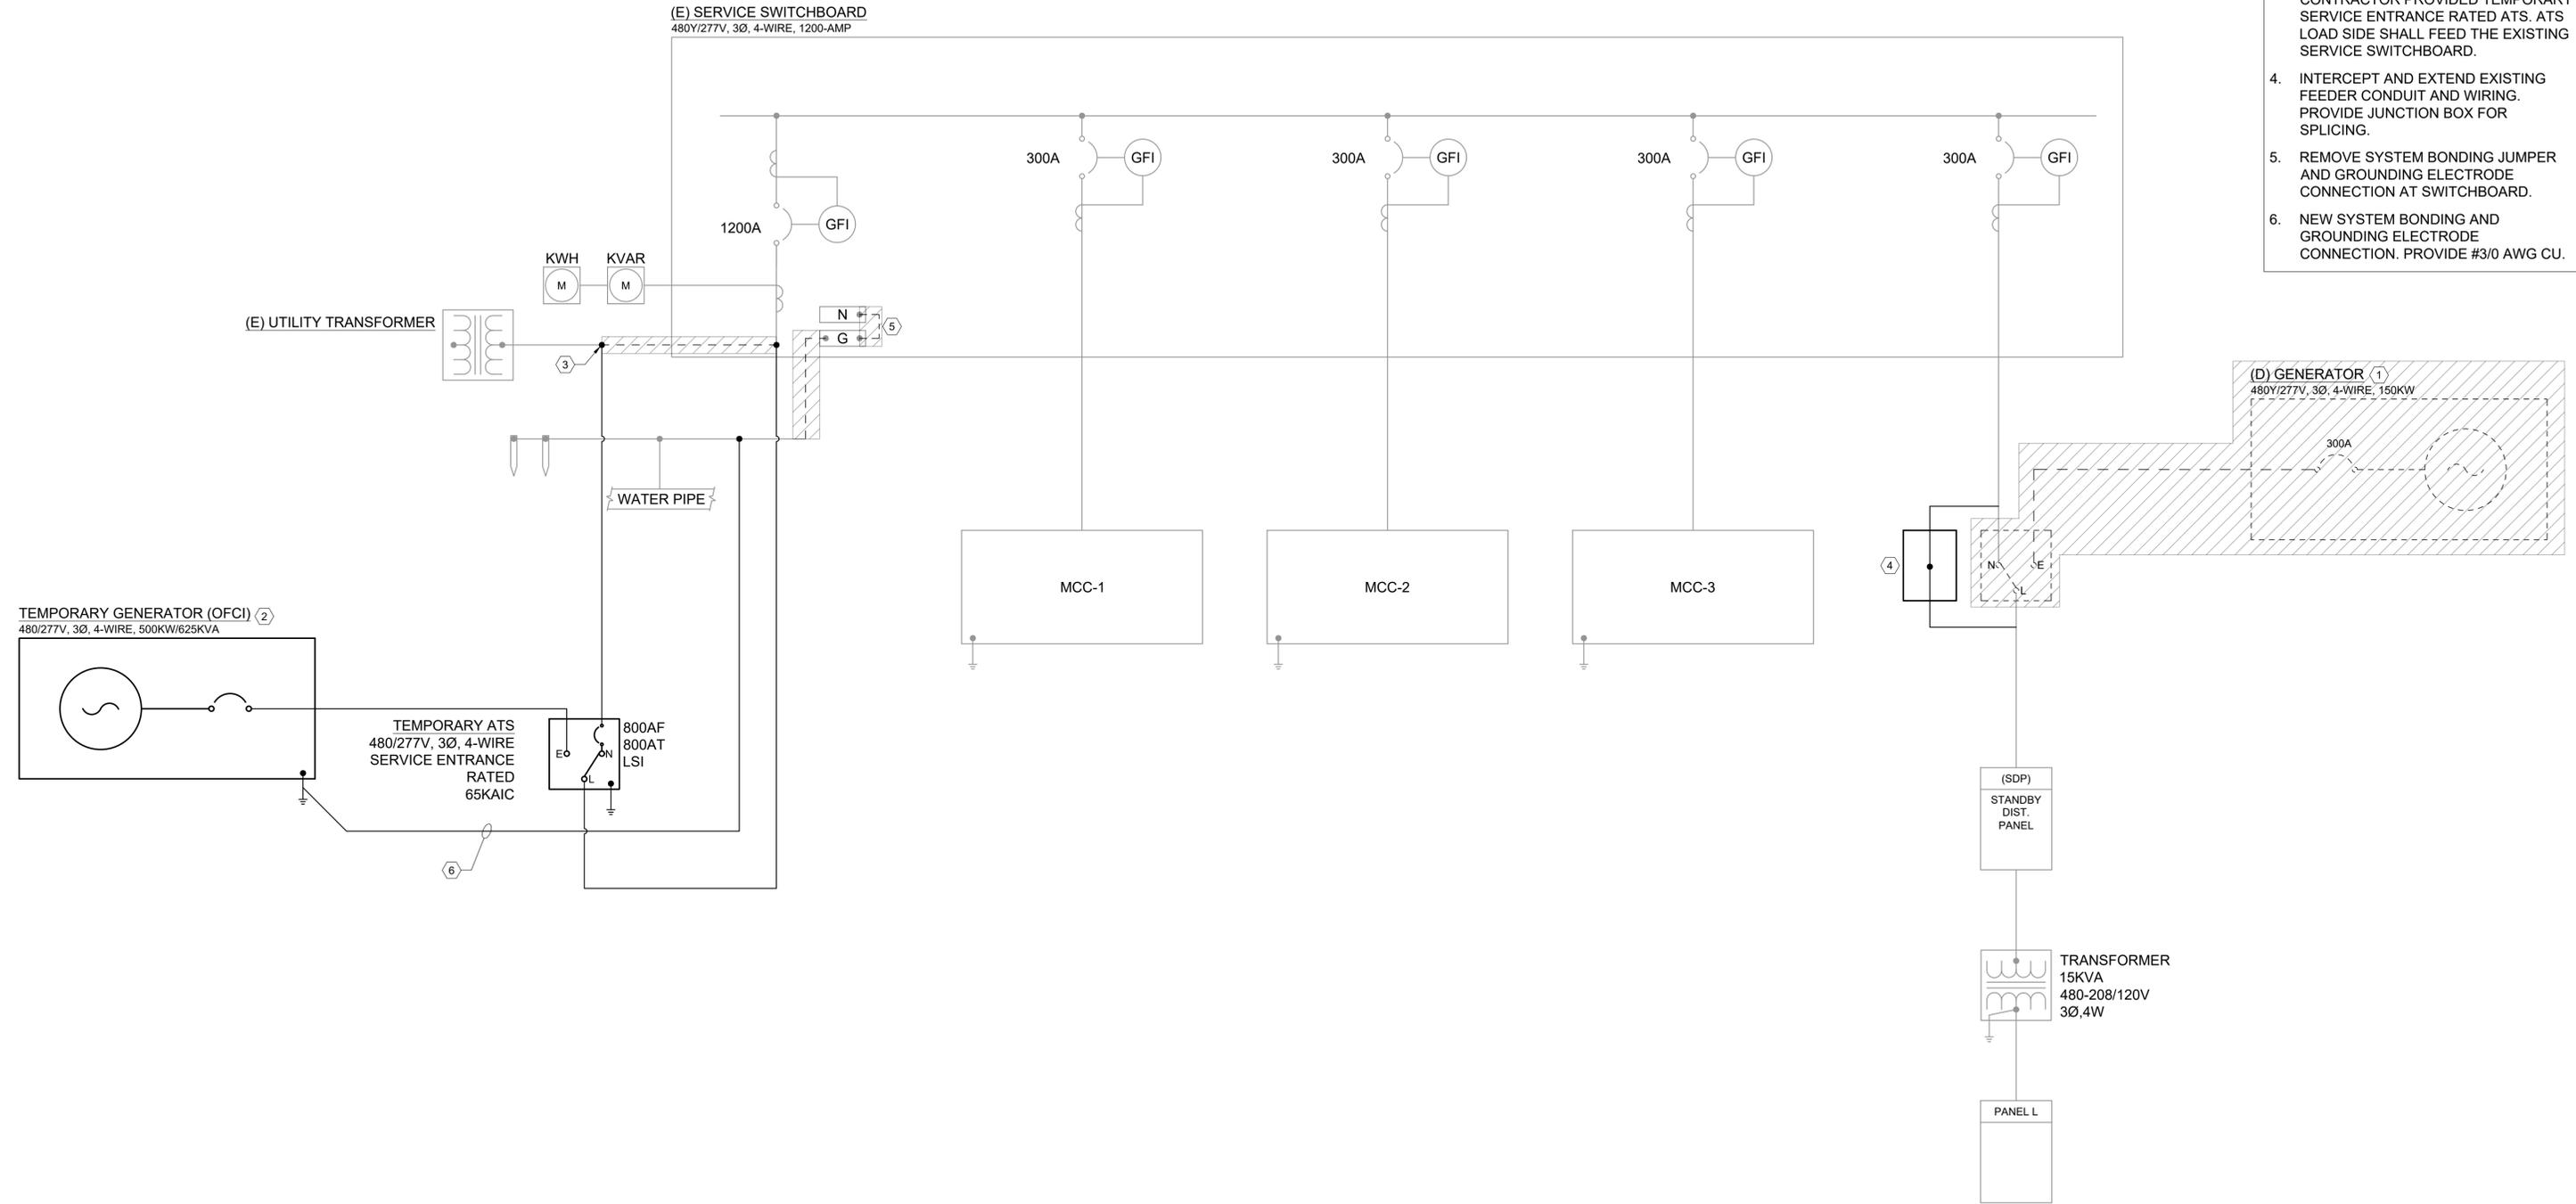 (E) SERVICE SWITCHBOARD
480Y/277V, 3Ø, 4-WIRE, 1200-AMP
CONTRACTOR PROVIDED TEMPORARY
SERVICE ENTRANCE RATED ATS. ATS
LOAD SIDE SHALL FEED THE EXISTING
SERVICE SWITCHBOARD.
4. INTERCEPT AND EXTEND EXISTING
FEEDER CONDUIT AND WIRING.
PROVIDE JUNCTION BOX FOR
SPLICING.
5. REMOVE SYSTEM BONDING JUMPER
AND GROUNDING ELECTRODE
CONNECTION AT SWITCHBOARD.
6. NEW SYSTEM BONDING AND
GROUNDING ELECTRODE
CONNECTION. PROVIDE #3/0 AWG CU.
300A
GFI
300A
GFI
300A
GFI
300A
GFI
1200A
GFI
KWH
KVAR
M
M
(E) UTILITY TRANSFORMER
N
G
5
3
WATER PIPE
(D) GENERATOR 1
480Y/277V, 3Ø, 4-WIRE, 150KW
300A
MCC-1
MCC-2
MCC-3
4
N
E
L
TEMPORARY GENERATOR (OFCI) 2
480/277V, 3Ø, 4-WIRE, 500KW/625KVA
TEMPORARY ATS
480/277V, 3Ø, 4-WIRE
SERVICE ENTRANCE
RATED
65KAIC
E
N
L
800AF
800AT
LSI
6
(SDP)
STANDBY
DIST.
PANEL
TRANSFORMER
15KVA
480-208/120V
3Ø,4W
PANEL L